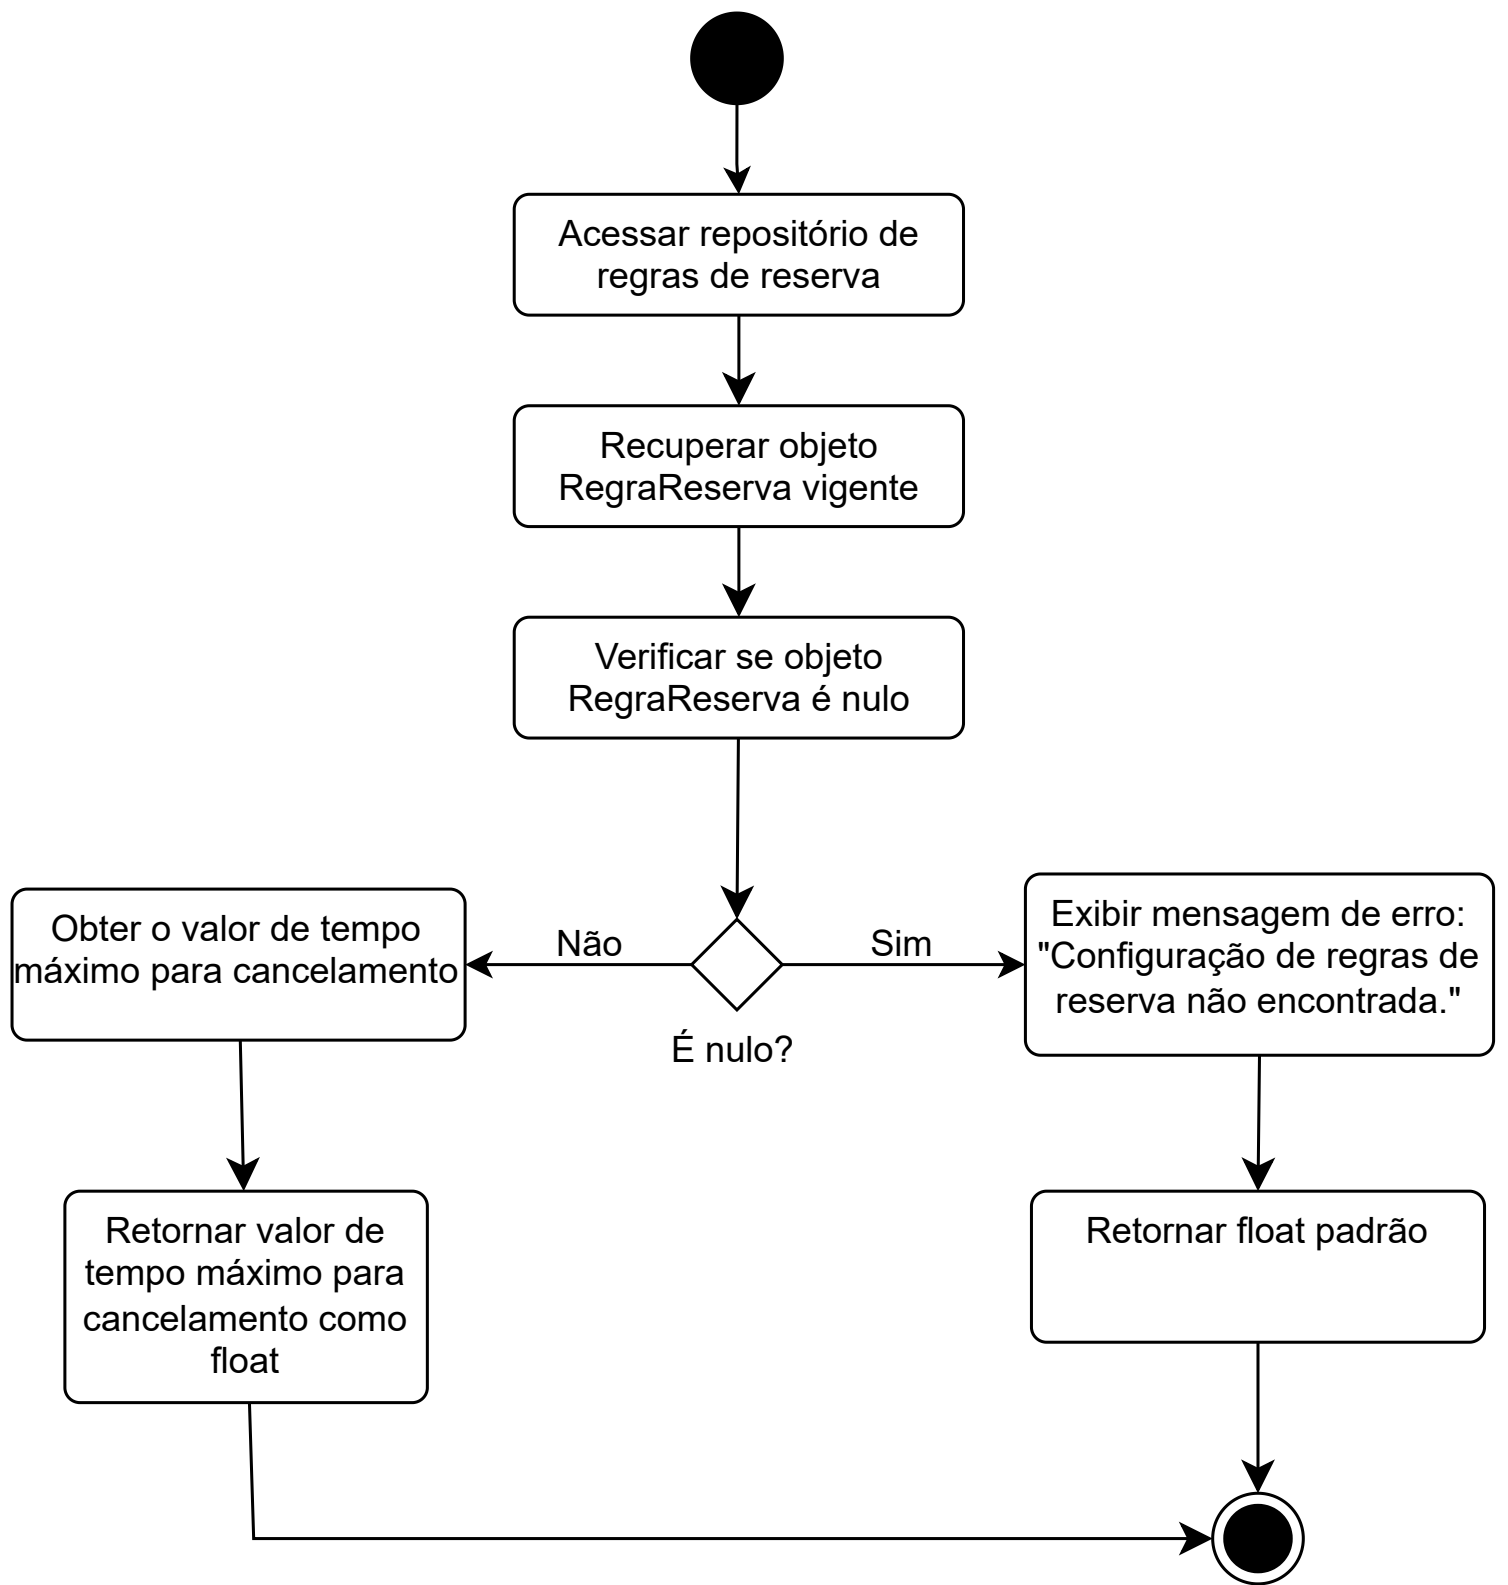 Acessar repositório de
regras de reserva
Recuperar objeto
RegraReserva vigente
Verificar se objeto
RegraReserva é nulo
Obter o valor de tempo
máximo para cancelamento
Não
Sim
É nulo?
Exibir mensagem de erro:
"Configuração de regras de
reserva não encontrada."
Retornar valor de
tempo máximo para
cancelamento como
float
Retornar float padrão